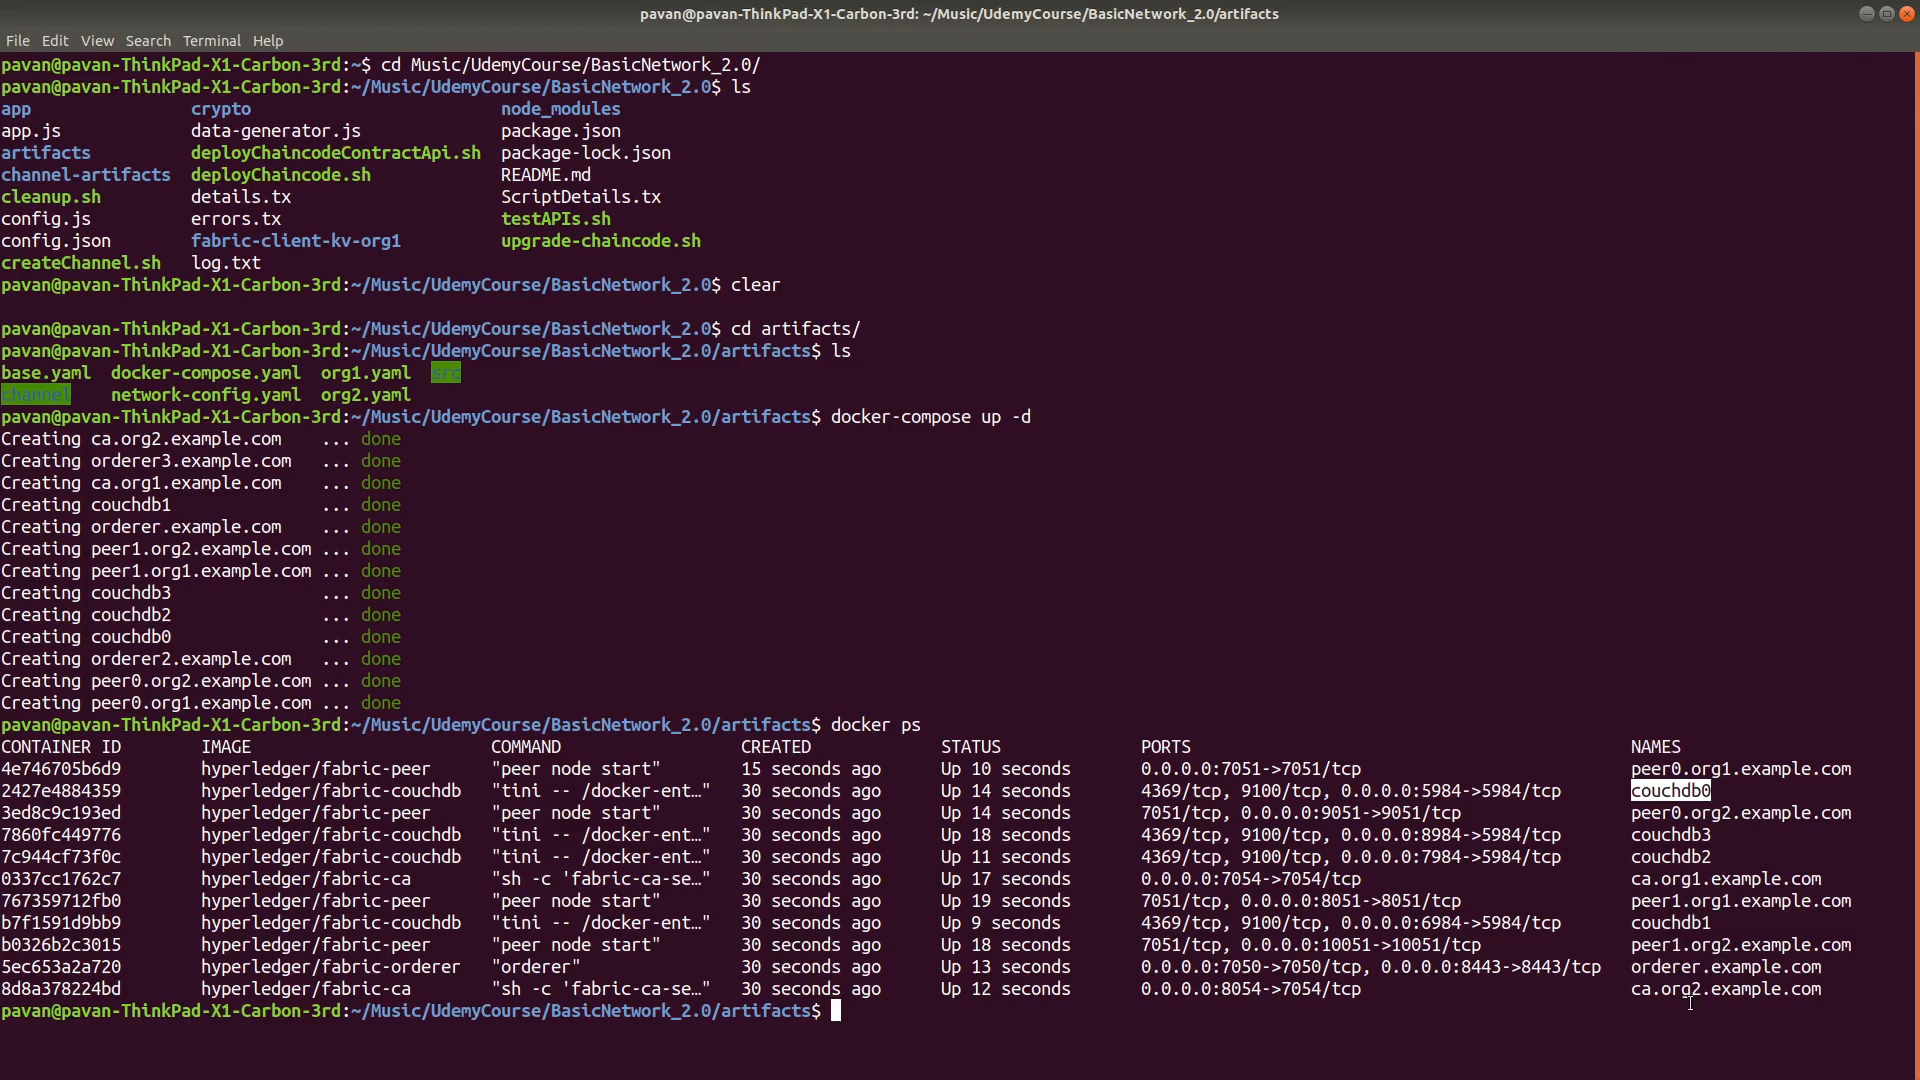 pavan@pavan-ThinkPad-X1-Carbon-3rd: ~/Music/UdemyCourse/BasicNetwork_2.0/artifacts
File Edit View Search Terminal Help
pavan@pavan-ThinkPad-X1-Carbon-3rd:~$ cd Music/UdemyCourse/BasicNetwork_2.0/
pavan@pavan-ThinkPad-X1-Carbon-3rd:~/Music/UdemyCourse/BasicNetwork_2.0$ ls
app crypto node_modules
app.js data-generator.js package.json
artifacts deployChaincodeContractApi.sh package-lock.json
channel-artifacts deployChaincode.sh README.md
cleanup.sh details.tx ScriptDetails.tx
config.js errors.tx testAPIs.sh
config.json fabric-client-kv-org1 upgrade-chaincode.sh
createChannel.sh log.txt
pavan@pavan-ThinkPad-X1-Carbon-3rd:~/Music/UdemyCourse/BasicNetwork_2.0$ clear
pavan@pavan-ThinkPad-X1-Carbon-3rd:~/Music/UdemyCourse/BasicNetwork_2.0$ cd artifacts/
pavan@pavan-ThinkPad-X1-Carbon-3rd:~/Music/UdemyCourse/BasicNetwork_2.0/artifacts$ ls
base.yaml docker-compose.yaml org1.yaml src
channel network-config.yaml org2.yaml
pavan@pavan-ThinkPad-X1-Carbon-3rd:~/Music/UdemyCourse/BasicNetwork_2.0/artifacts$ docker-compose up -d
Creating ca.org2.example.com ... done
Creating orderer3.example.com ... done
Creating ca.org1.example.com ... done
Creating couchdb1 ... done
Creating orderer.example.com ... done
Creating peer1.org2.example.com ... done
Creating peer1.org1.example.com ... done
Creating couchdb3 ... done
Creating couchdb2 ... done
Creating couchdb0 ... done
Creating orderer2.example.com ... done
Creating peer0.org2.example.com ... done
Creating peer0.org1.example.com ... done
pavan@pavan-ThinkPad-X1-Carbon-3rd:~/Music/UdemyCourse/BasicNetwork_2.0/artifacts$ docker ps
CONTAINER ID IMAGE COMMAND CREATED STATUS PORTS NAMES
4e746705b6d9 hyperledger/fabric-peer "peer node start" 15 seconds ago Up 10 seconds 0.0.0.0:7051->7051/tcp peer0.org1.example.com
2427e4884359 hyperledger/fabric-couchdb "tini -- /docker-ent…" 30 seconds ago Up 14 seconds 4369/tcp, 9100/tcp, 0.0.0.0:5984->5984/tcp couchdb0
3ed8c9c193ed hyperledger/fabric-peer "peer node start" 30 seconds ago Up 14 seconds 7051/tcp, 0.0.0.0:9051->9051/tcp peer0.org2.example.com
7860fc449776 hyperledger/fabric-couchdb "tini -- /docker-ent…" 30 seconds ago Up 18 seconds 4369/tcp, 9100/tcp, 0.0.0.0:8984->5984/tcp couchdb3
7c944cf73f0c hyperledger/fabric-couchdb "tini -- /docker-ent…" 30 seconds ago Up 11 seconds 4369/tcp, 9100/tcp, 0.0.0.0:7984->5984/tcp couchdb2
0337cc1762c7 hyperledger/fabric-ca "sh -c 'fabric-ca-se…" 30 seconds ago Up 17 seconds 0.0.0.0:7054->7054/tcp ca.org1.example.com
767359712fb0 hyperledger/fabric-peer "peer node start" 30 seconds ago Up 19 seconds 7051/tcp, 0.0.0.0:8051->8051/tcp peer1.org1.example.com
b7f1591d9bb9 hyperledger/fabric-couchdb "tini -- /docker-ent…" 30 seconds ago Up 9 seconds 4369/tcp, 9100/tcp, 0.0.0.0:6984->5984/tcp couchdb1
b0326b2c3015 hyperledger/fabric-peer "peer node start" 30 seconds ago Up 18 seconds 7051/tcp, 0.0.0.0:10051->10051/tcp peer1.org2.example.com
5ec653a2a720 hyperledger/fabric-orderer "orderer" 30 seconds ago Up 13 seconds 0.0.0.0:7050->7050/tcp, 0.0.0.0:8443->8443/tcp orderer.example.com
8d8a378224bd hyperledger/fabric-ca "sh -c 'fabric-ca-se…" 30 seconds ago Up 12 seconds 0.0.0.0:8054->7054/tcp ca.org2.example.com
pavan@pavan-ThinkPad-X1-Carbon-3rd:~/Music/UdemyCourse/BasicNetwork_2.0/artifacts$